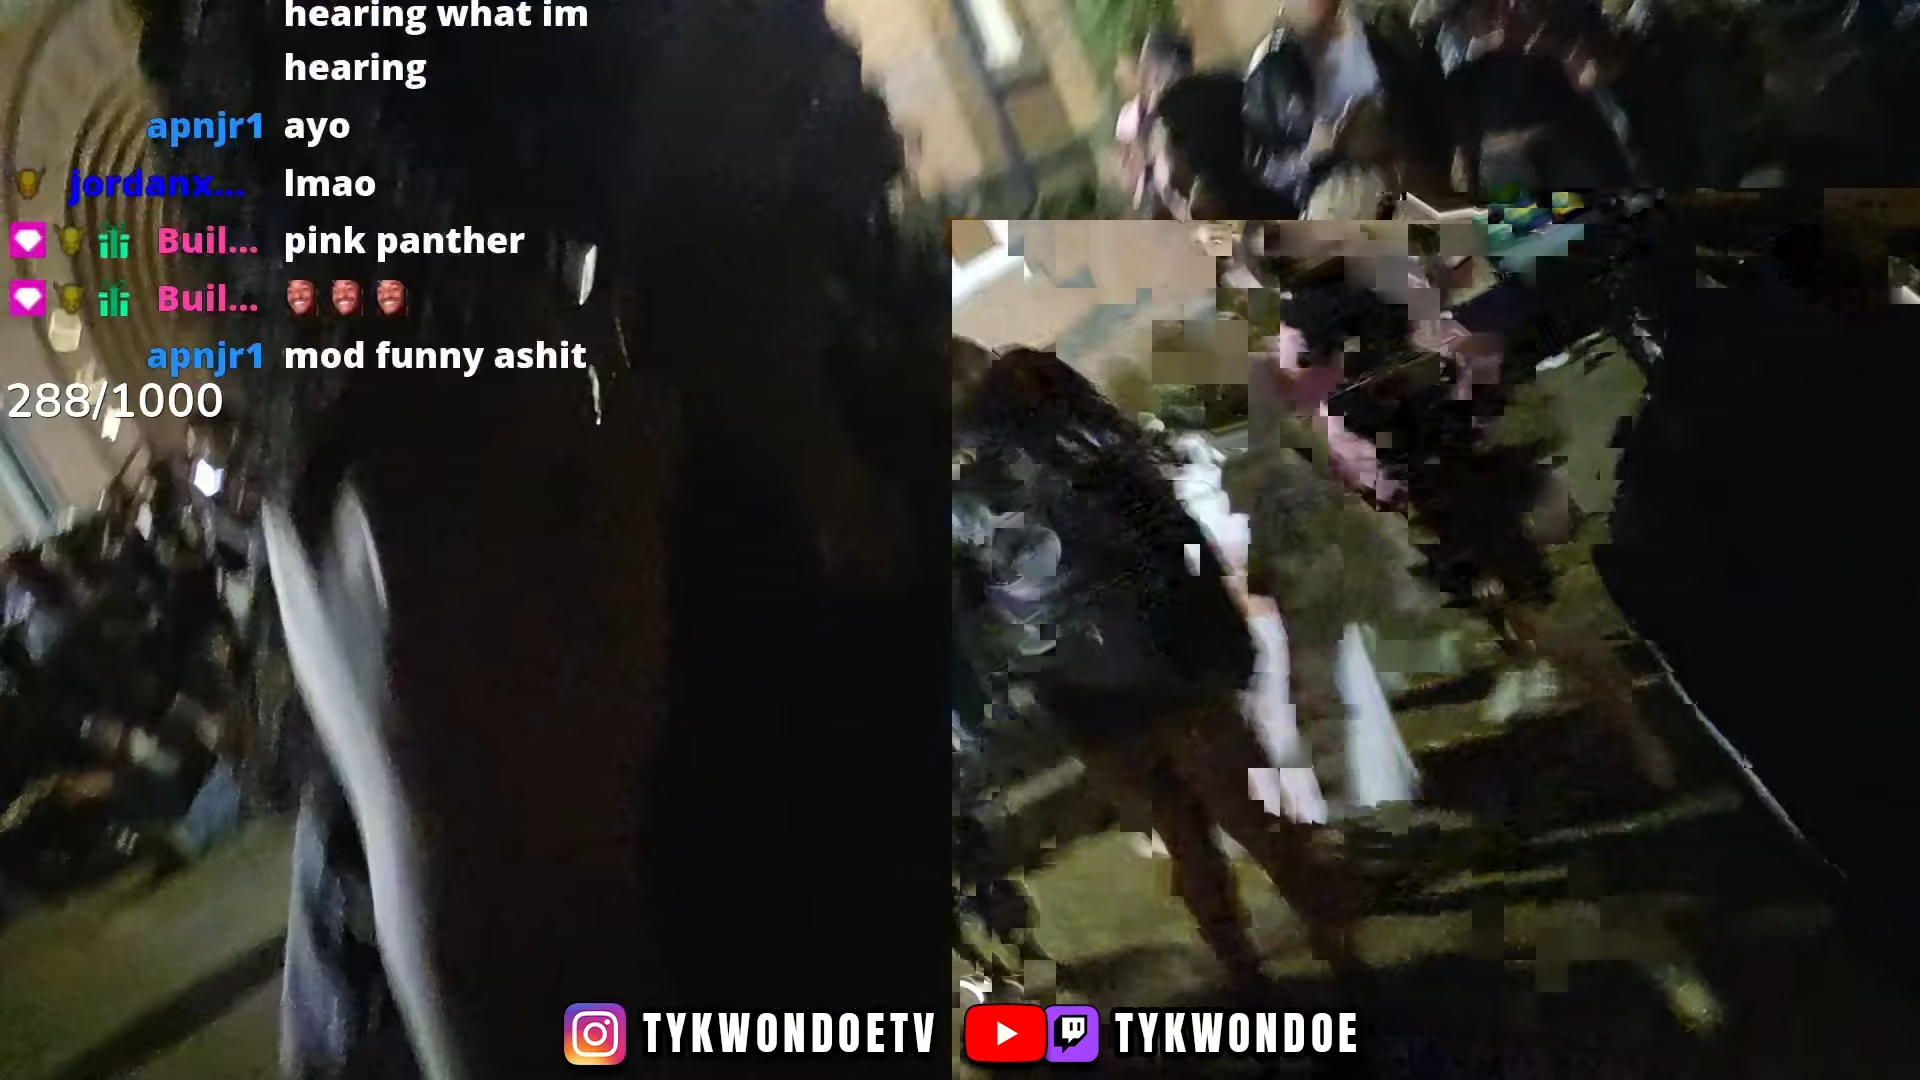 hearing what im
hearing
apnjr1 ayo
jordanx... lmao
Buil... pink panther
Buil...
apnjr1 mod funny ashit
288/1000
TYKWONDOETV TYKWONDOE